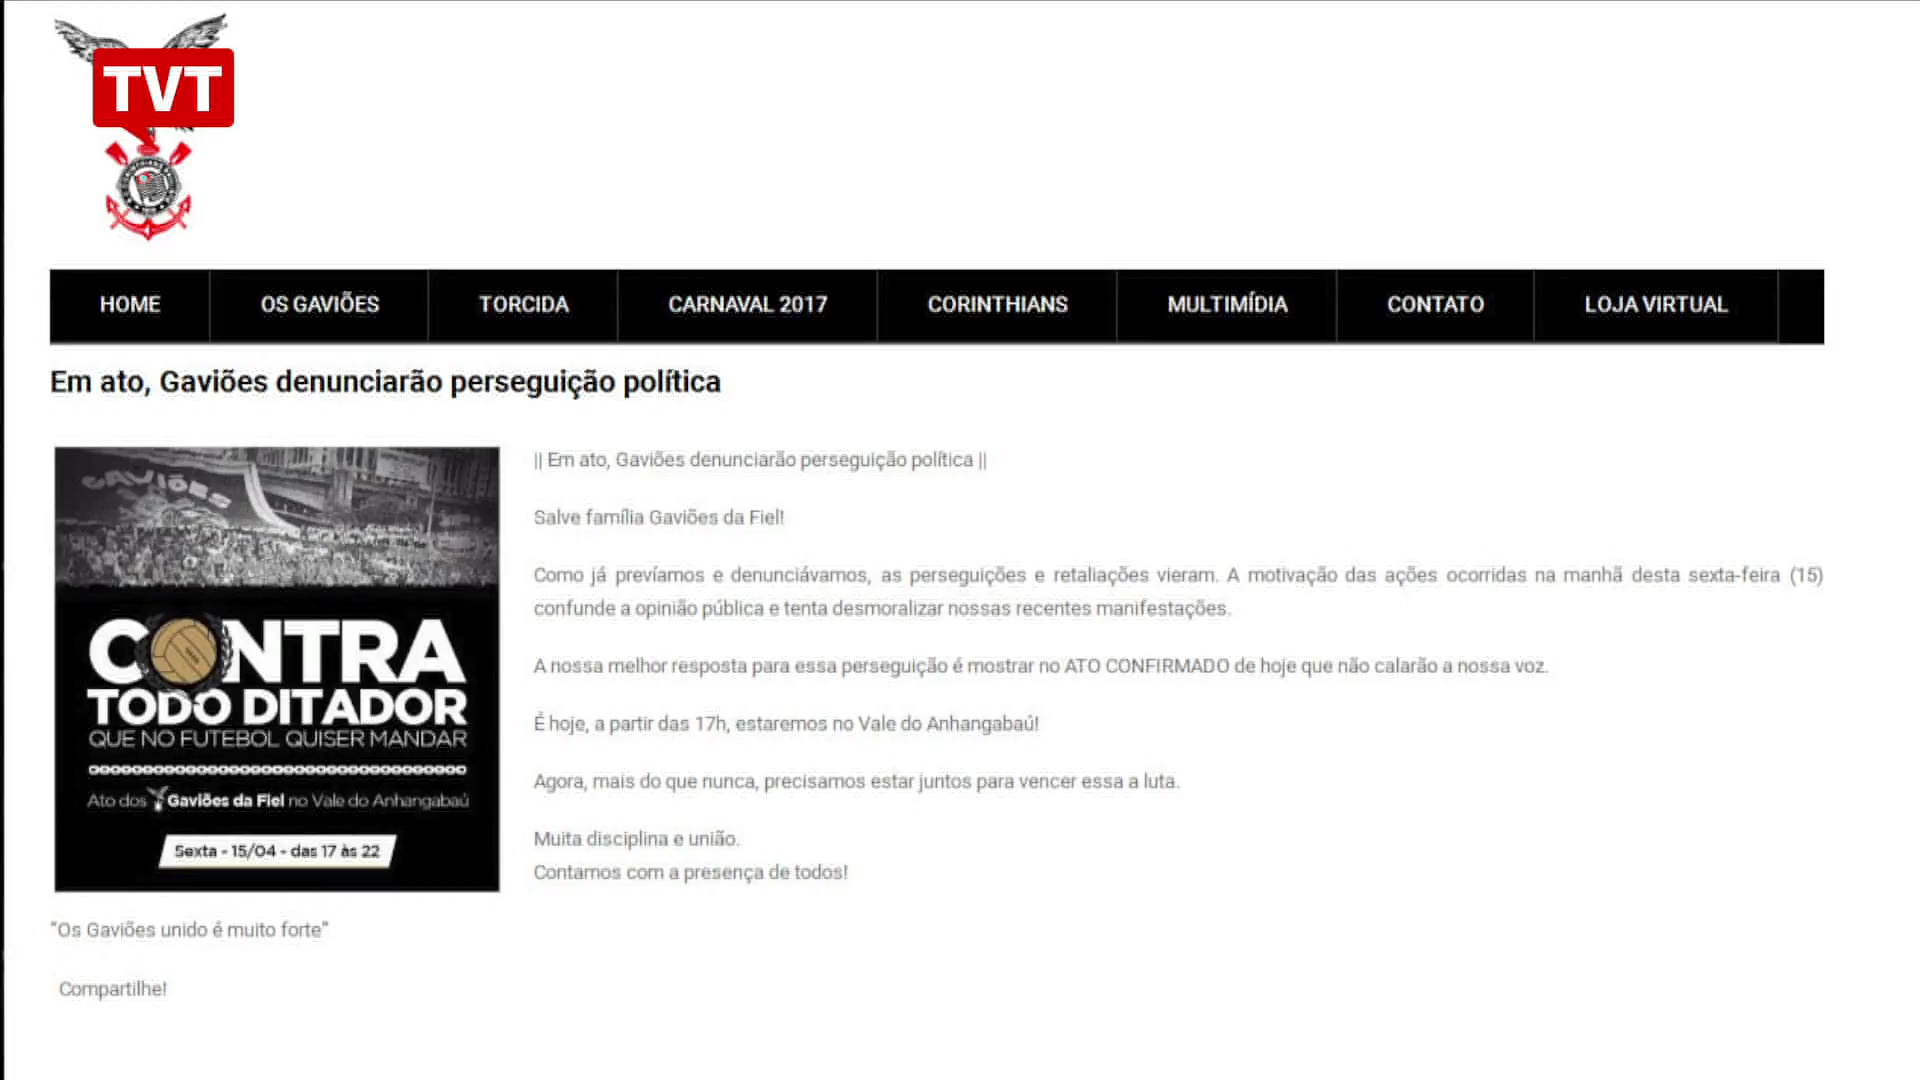 TVT
HOME
OS GAVIÕES
TORCIDA
CARNAVAL 2017
CORINTHIANS
MULTIMÍDIA
CONTATO
LOJA VIRTUAL
Em ato, Gaviões denunciarão perseguição política
GAVIÕES
CONTRA
TODO DITADOR
QUE NO FUTEBOL QUISER MANDAR
Ato dos Gaviões da Fiel no Vale do Anhangabaú
Sexta - 15/04 - das 17 às 22
|| Em ato, Gaviões denunciarão perseguição política ||
Salve família Gaviões da Fiel!
Como já prevíamos e denunciávamos, as perseguições e retaliações vieram. A motivação das ações ocorridas na manhã desta sexta-feira (15)
confunde a opinião pública e tenta desmoralizar nossas recentes manifestações.
A nossa melhor resposta para essa perseguição é mostrar no ATO CONFIRMADO de hoje que não calarão a nossa voz.
É hoje, a partir das 17h, estaremos no Vale do Anhangabaú!
Agora, mais do que nunca, precisamos estar juntos para vencer essa a luta.
Muita disciplina e união.
Contamos com a presença de todos!
“Os Gaviões unido é muito forte”
Compartilhe!